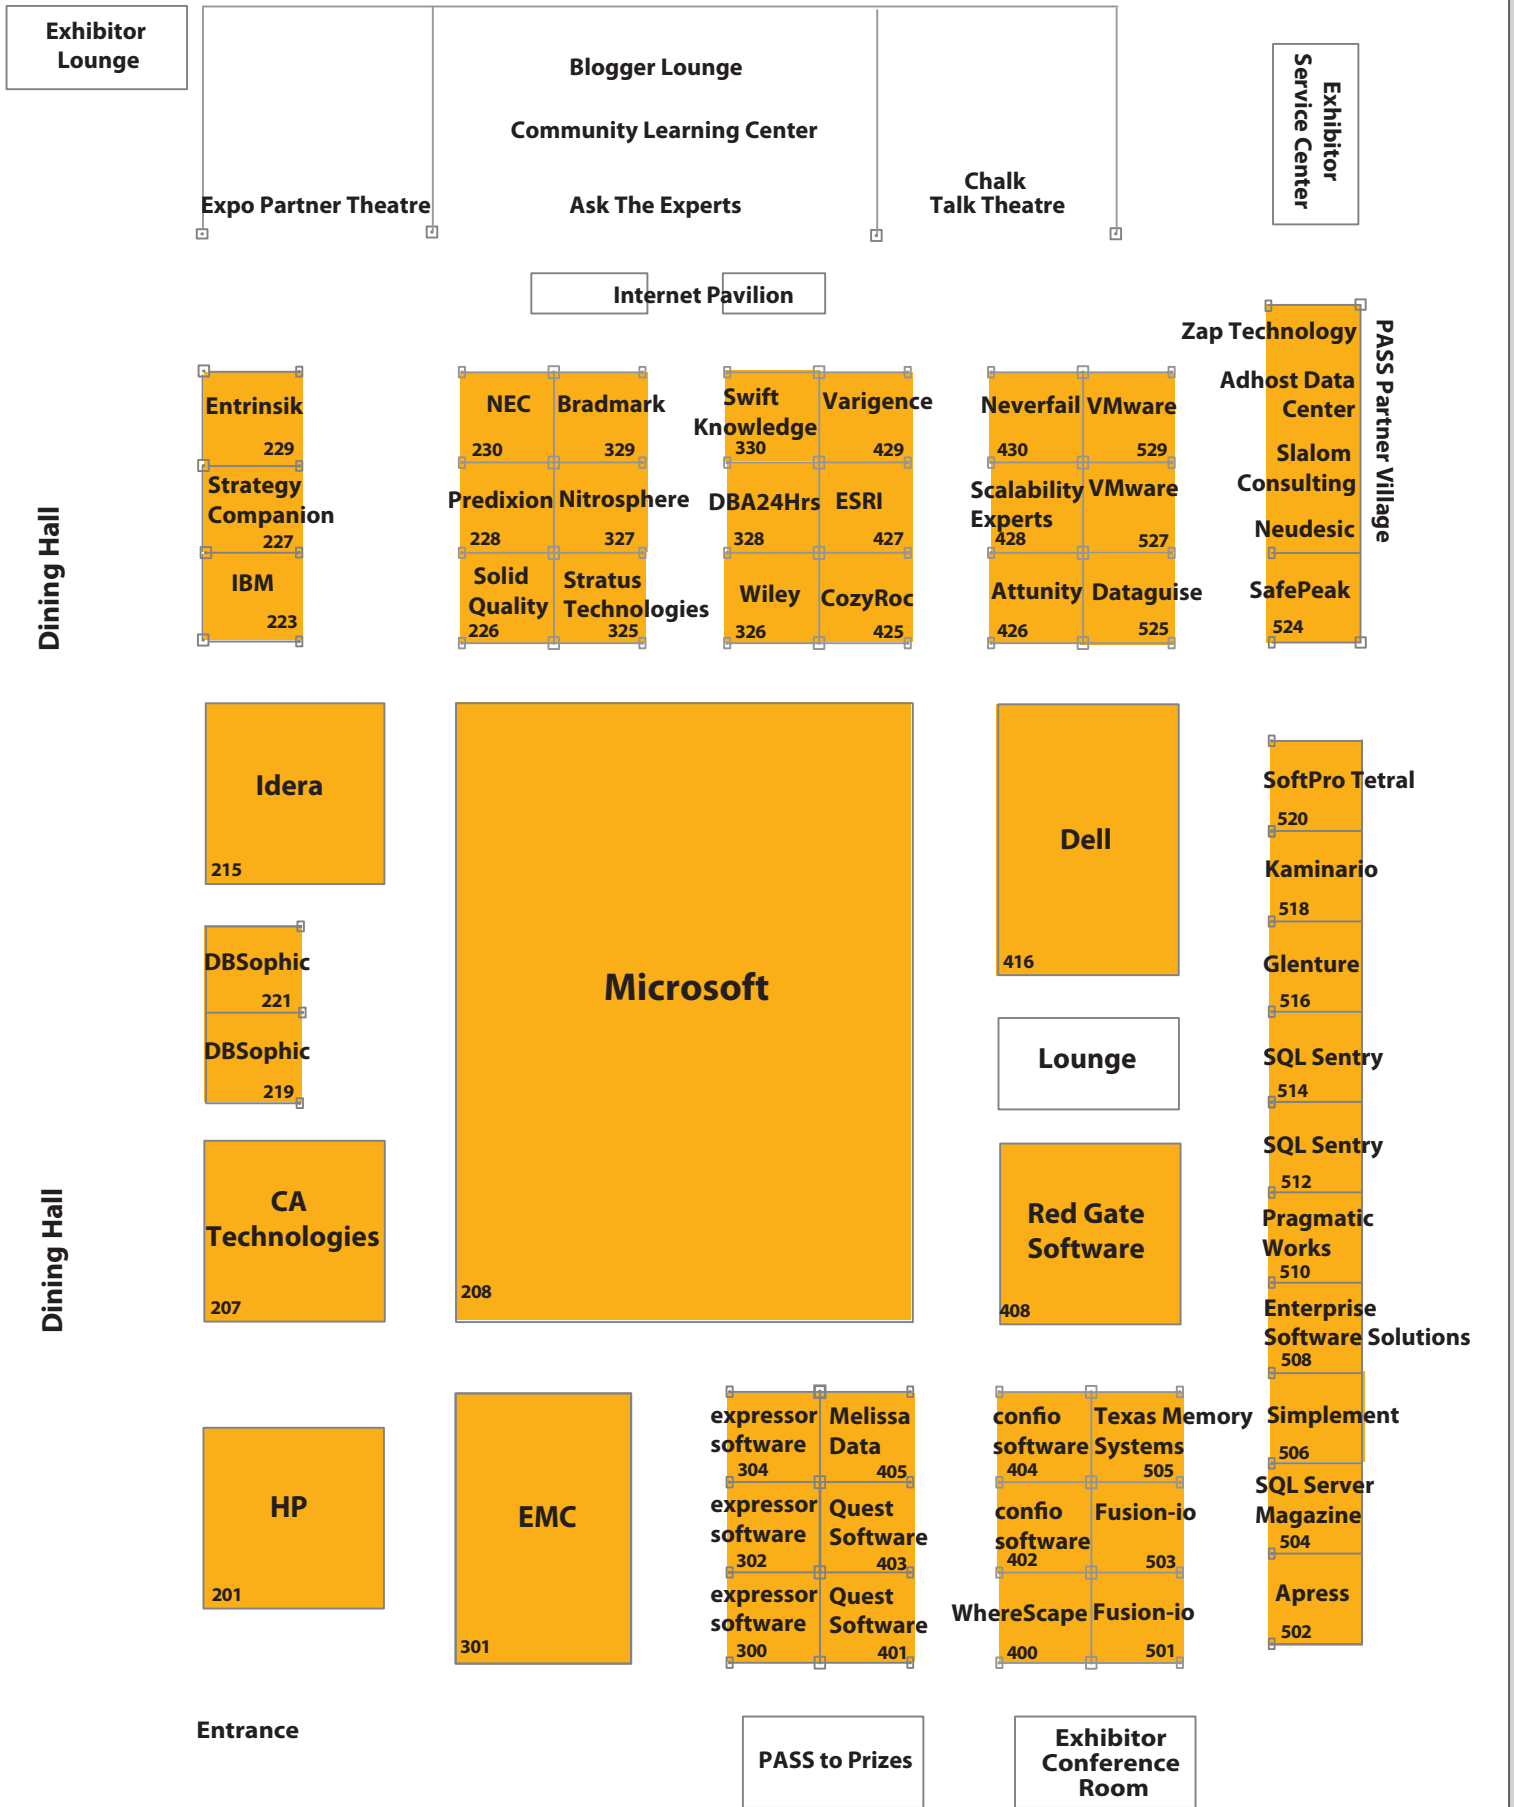 Exhibitor
Lounge
Blogger Lounge
Community Learning Center
Expo Partner Theatre
Ask The Experts
Chalk
Talk Theatre
Exhibitor
Service Center
Internet Pavilion
Dining Hall
Entrinsik
229
Strategy
Companion
227
IBM
223
NEC
230
Bradmark
329
Predixion
228
Nitrosphere
327
Solid
Quality
226
Stratus
Technologies
325
Swift
Knowledge
330
Varigence
429
DBA24Hrs
328
ESRI
427
Wiley
326
CozyRoc
425
Neverfail
430
VMware
529
Scalability
Experts
428
VMware
527
Attunity
426
Dataguise
525
Zap Technology
Adhost Data
Center
Slalom
Consulting
Neudesic
SafePeak
524
PASS Partner Village
Idera
215
DBSophic
221
DBSophic
219
Dining Hall
CA
Technologies
207
Microsoft
208
Dell
416
Lounge
Red Gate
Software
408
SoftPro Tetral
520
Kaminario
518
Glenture
516
SQL Sentry
514
SQL Sentry
512
Pragmatic
Works
510
Enterprise
Software Solutions
508
Simplement
506
SQL Server
Magazine
504
Apress
502
HP
201
EMC
301
expressor
software
304
Melissa
Data
405
expressor
software
302
Quest
Software
403
expressor
software
300
Quest
Software
401
confio
software
404
Texas Memory
Systems
505
confio
software
402
Fusion-io
503
WhereScape
400
Fusion-io
501
Entrance
PASS to Prizes
Exhibitor
Conference
Room